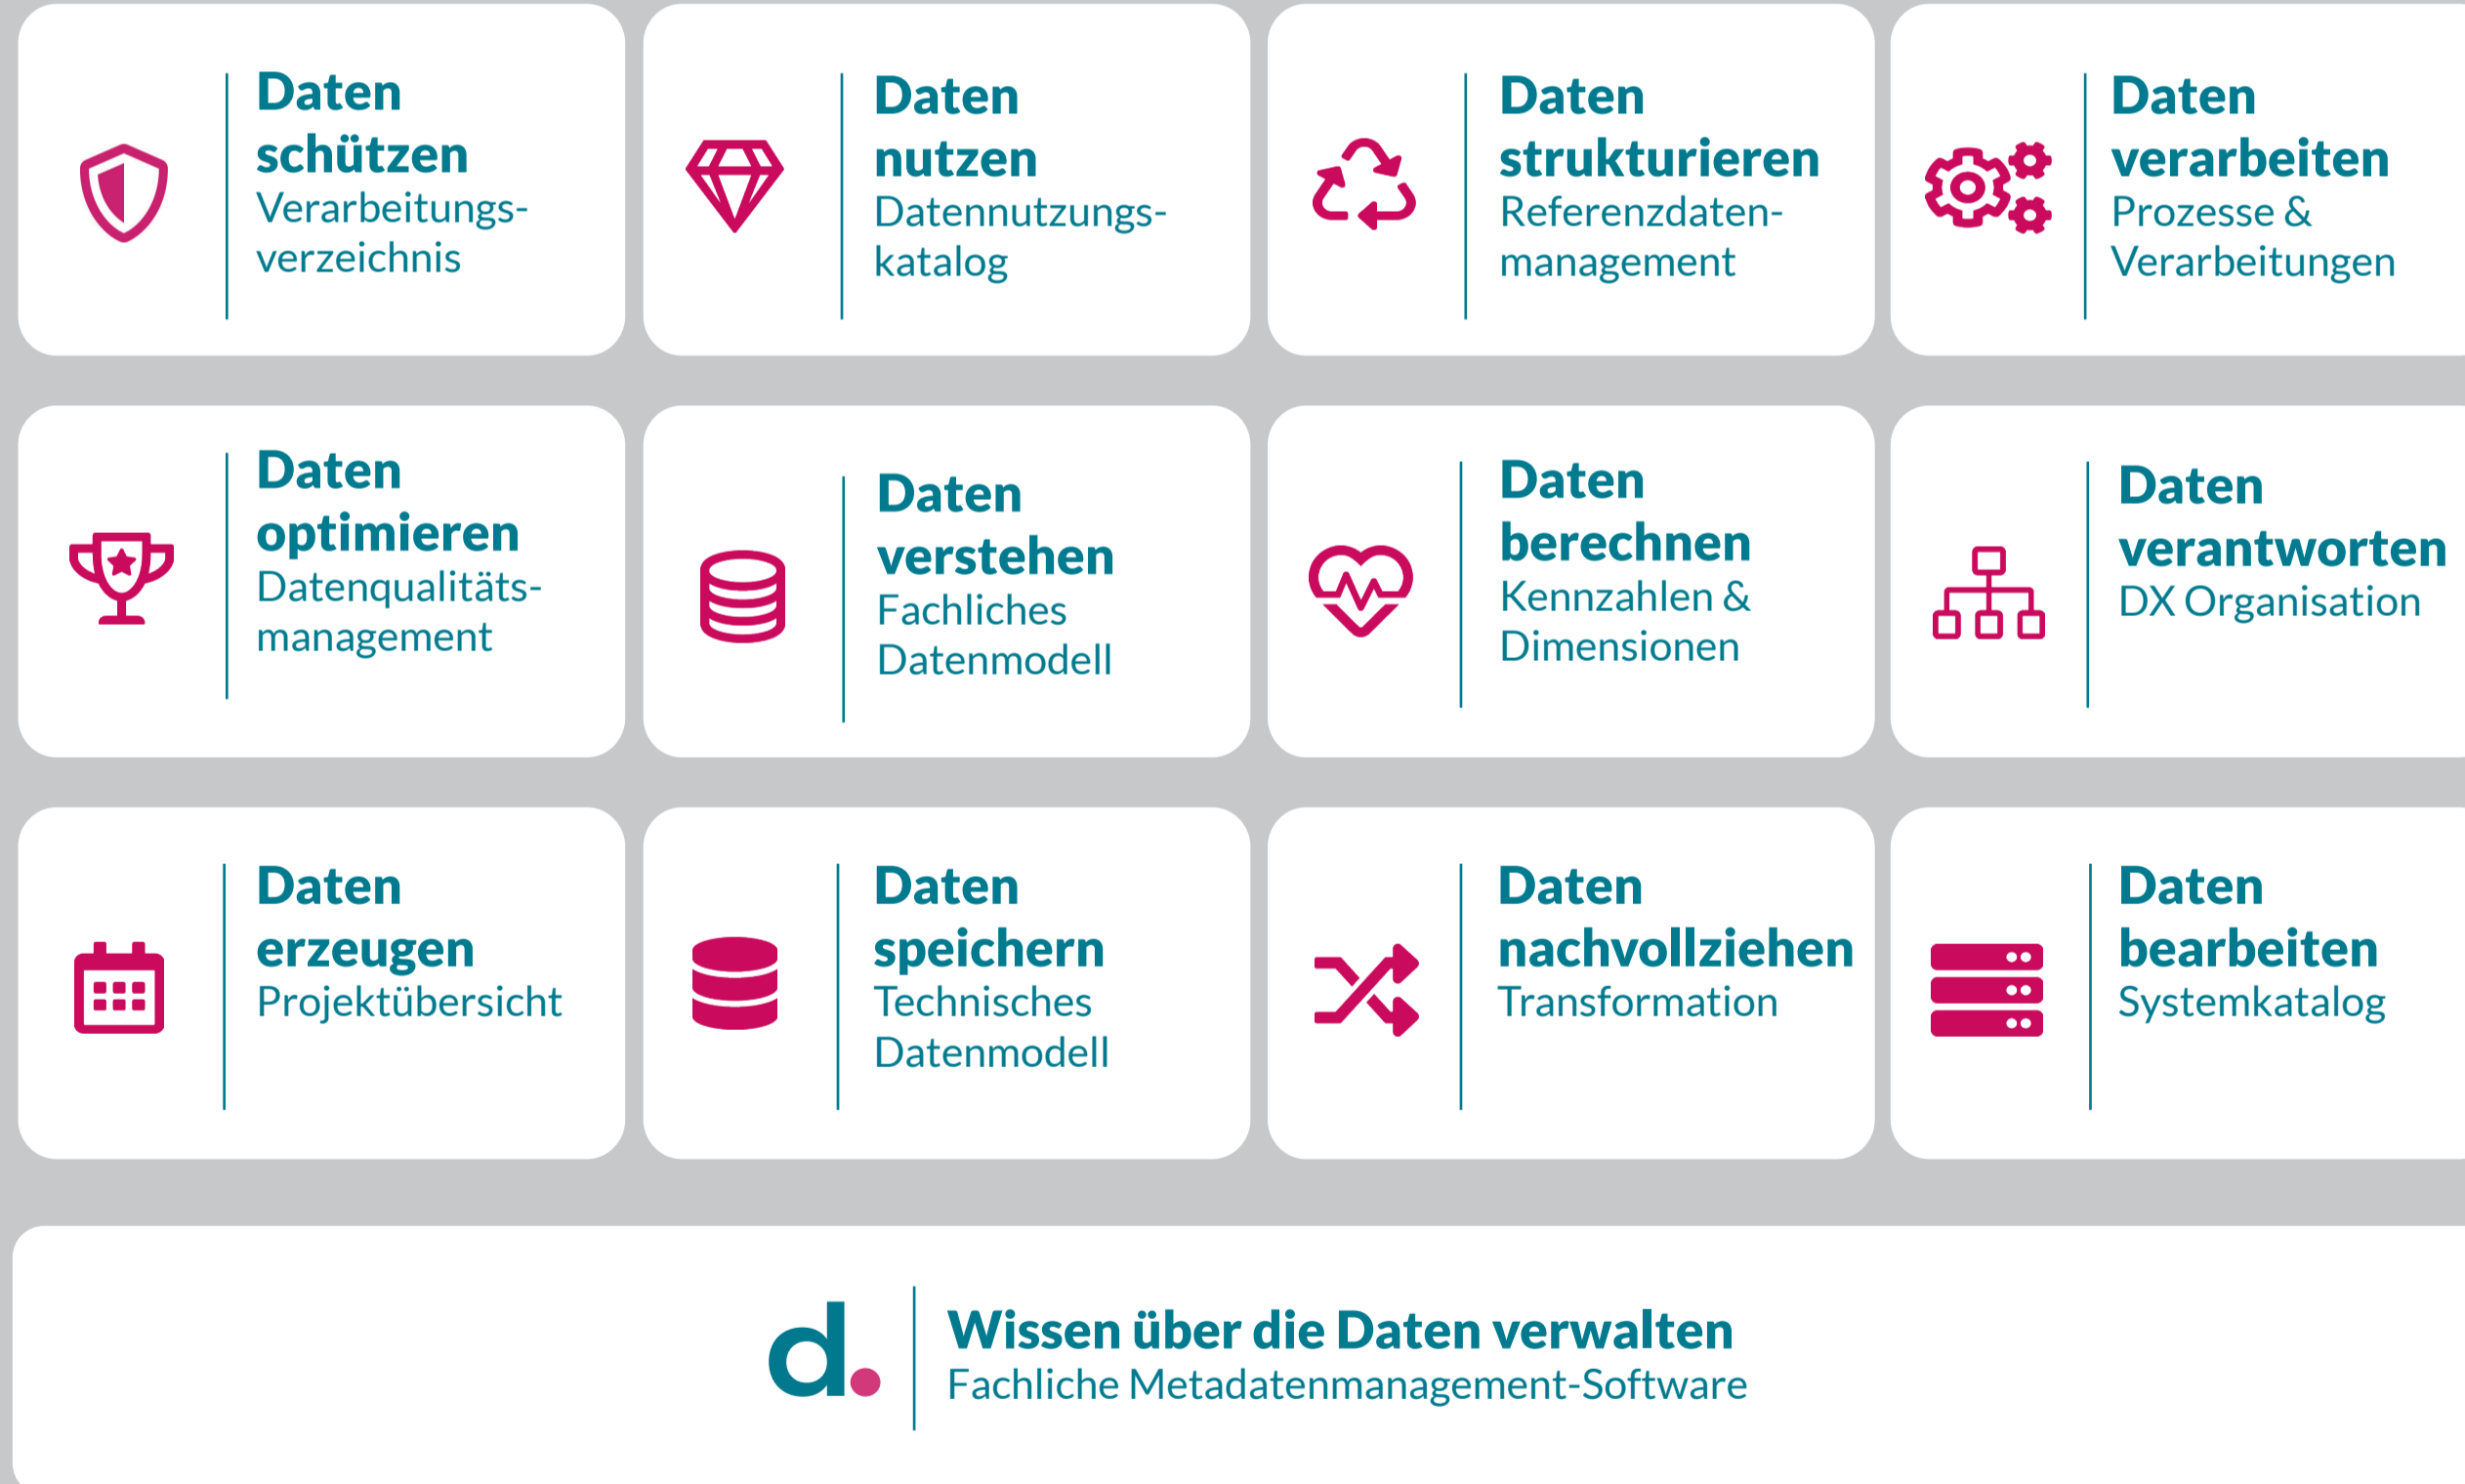 Daten
schützen
Verarbeitungs-
verzeichnis
Daten
nutzen
Datennutzungs-
katalog
Daten
strukturieren
Referenzdaten-
management
Daten
verarbeiten
Prozesse &
Verarbeitungen
Daten
optimieren
Datenqualitäts-
management
Daten
verstehen
Fachliches
Datenmodell
Daten
berechnen
Kennzahlen &
Dimensionen
Daten
verantworten
DX Organisation
Daten
erzeugen
Projektübersicht
Daten
speichern
Technisches
Datenmodell
Daten
nachvollziehen
Transformation
Daten
bearbeiten
Systemkatalog
d.
Wissen über die Daten verwalten
Fachliche Metadatenmanagement-Software